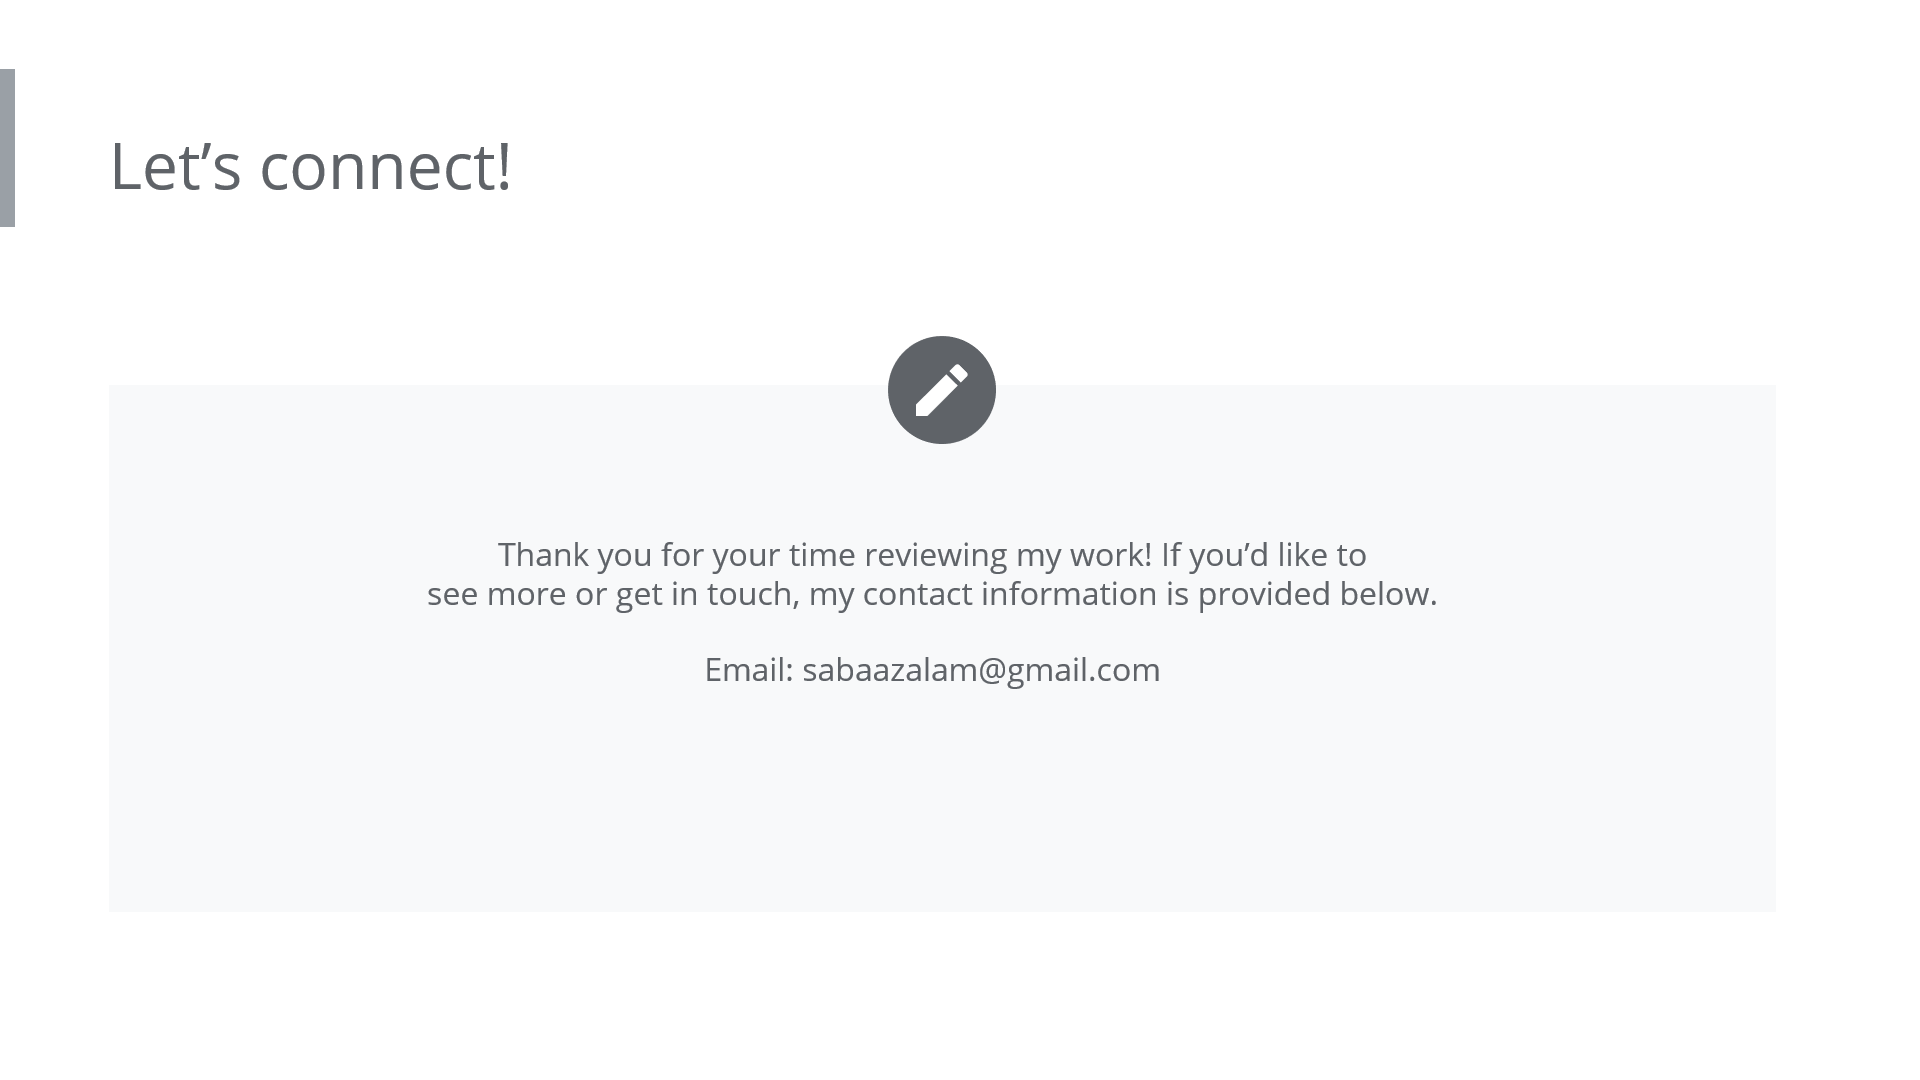 Let’s connect!
Thank you for your time reviewing my work! If you’d like to
see more or get in touch, my contact information is provided below.
Email: sabaazalam@gmail.com